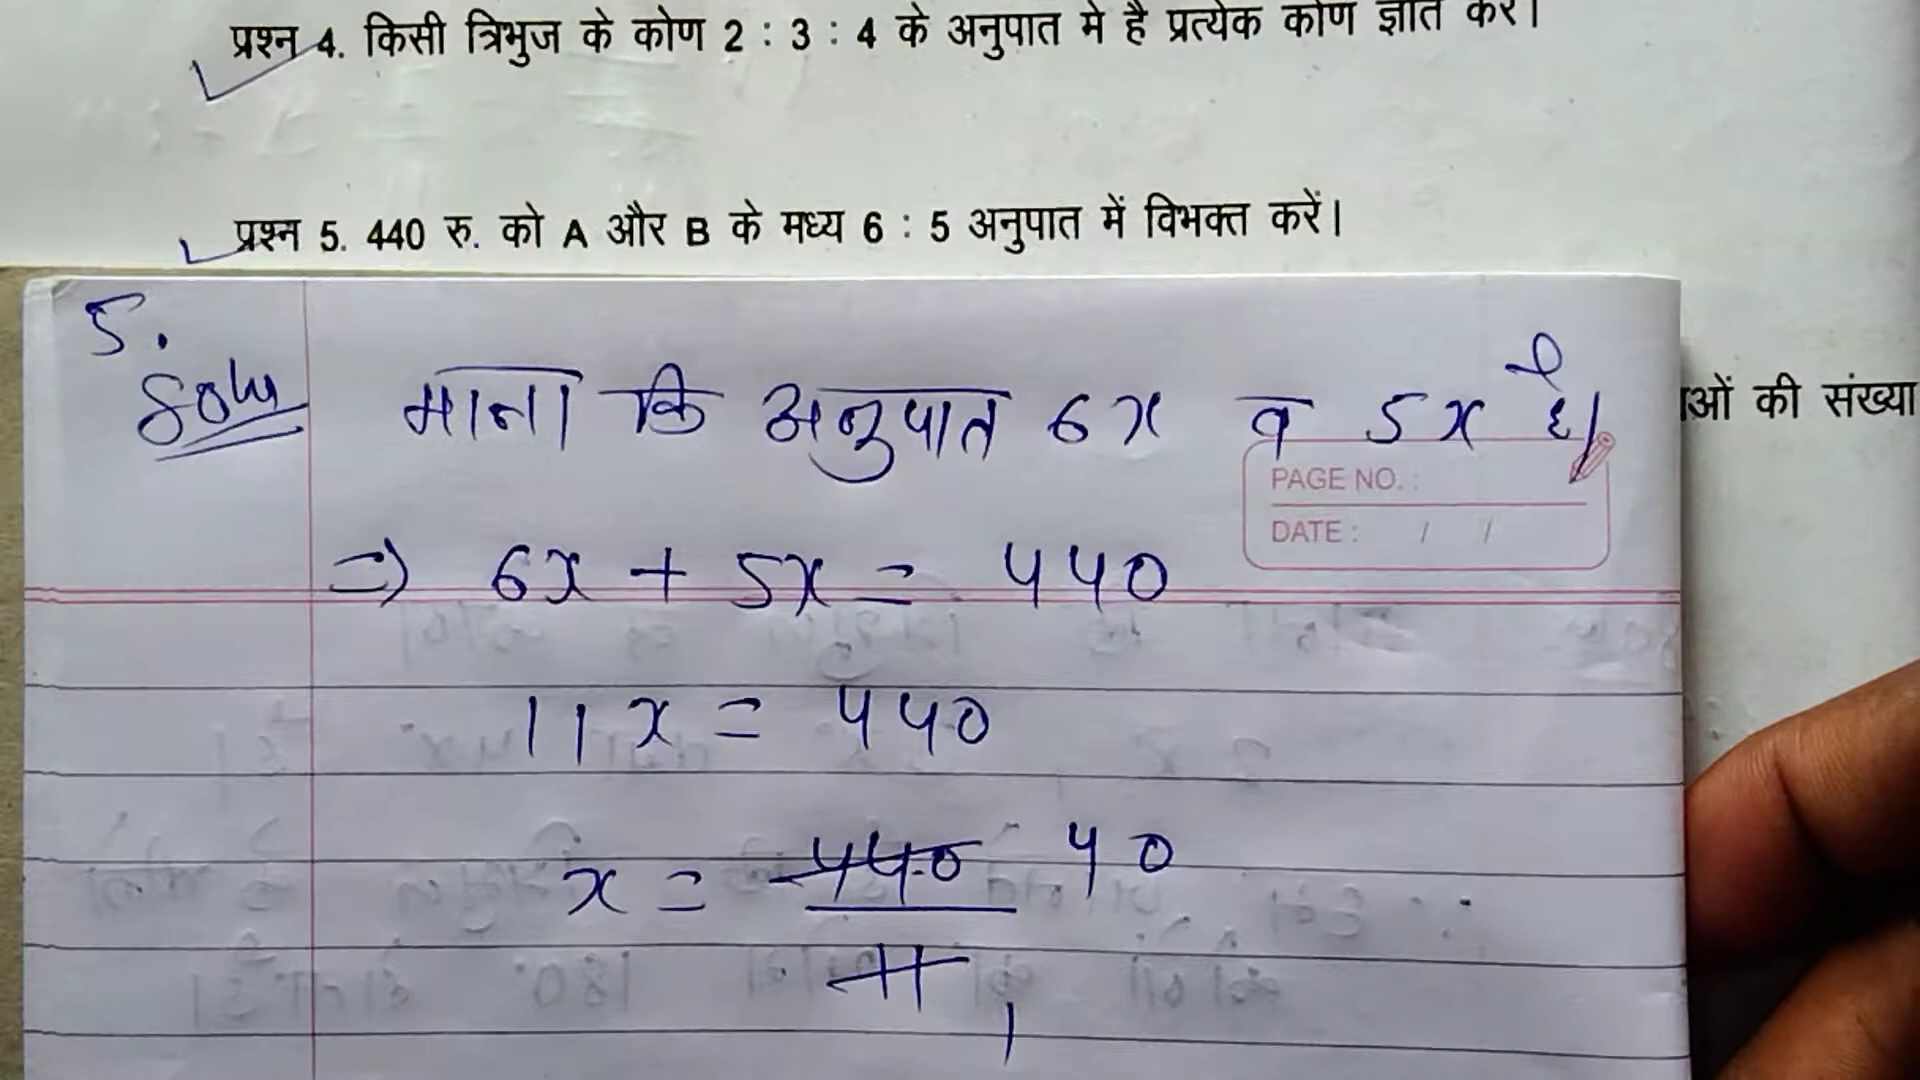 प्रश्न 4. किसी त्रिभुज के कोण 2 : 3 : 4 के अनुपात मे है प्रत्येक कोण ज्ञात करें।
प्रश्न 5. 440 रु. को A और B के मध्य 6 : 5 अनुपात में विभक्त करें।
ओं की संख्या
5.
Soln माना कि अनुपात 6x व 5x है।
PAGE NO. :
DATE : / /
=> 6x + 5x = 440
11x = 440
x = 440 40
11 1